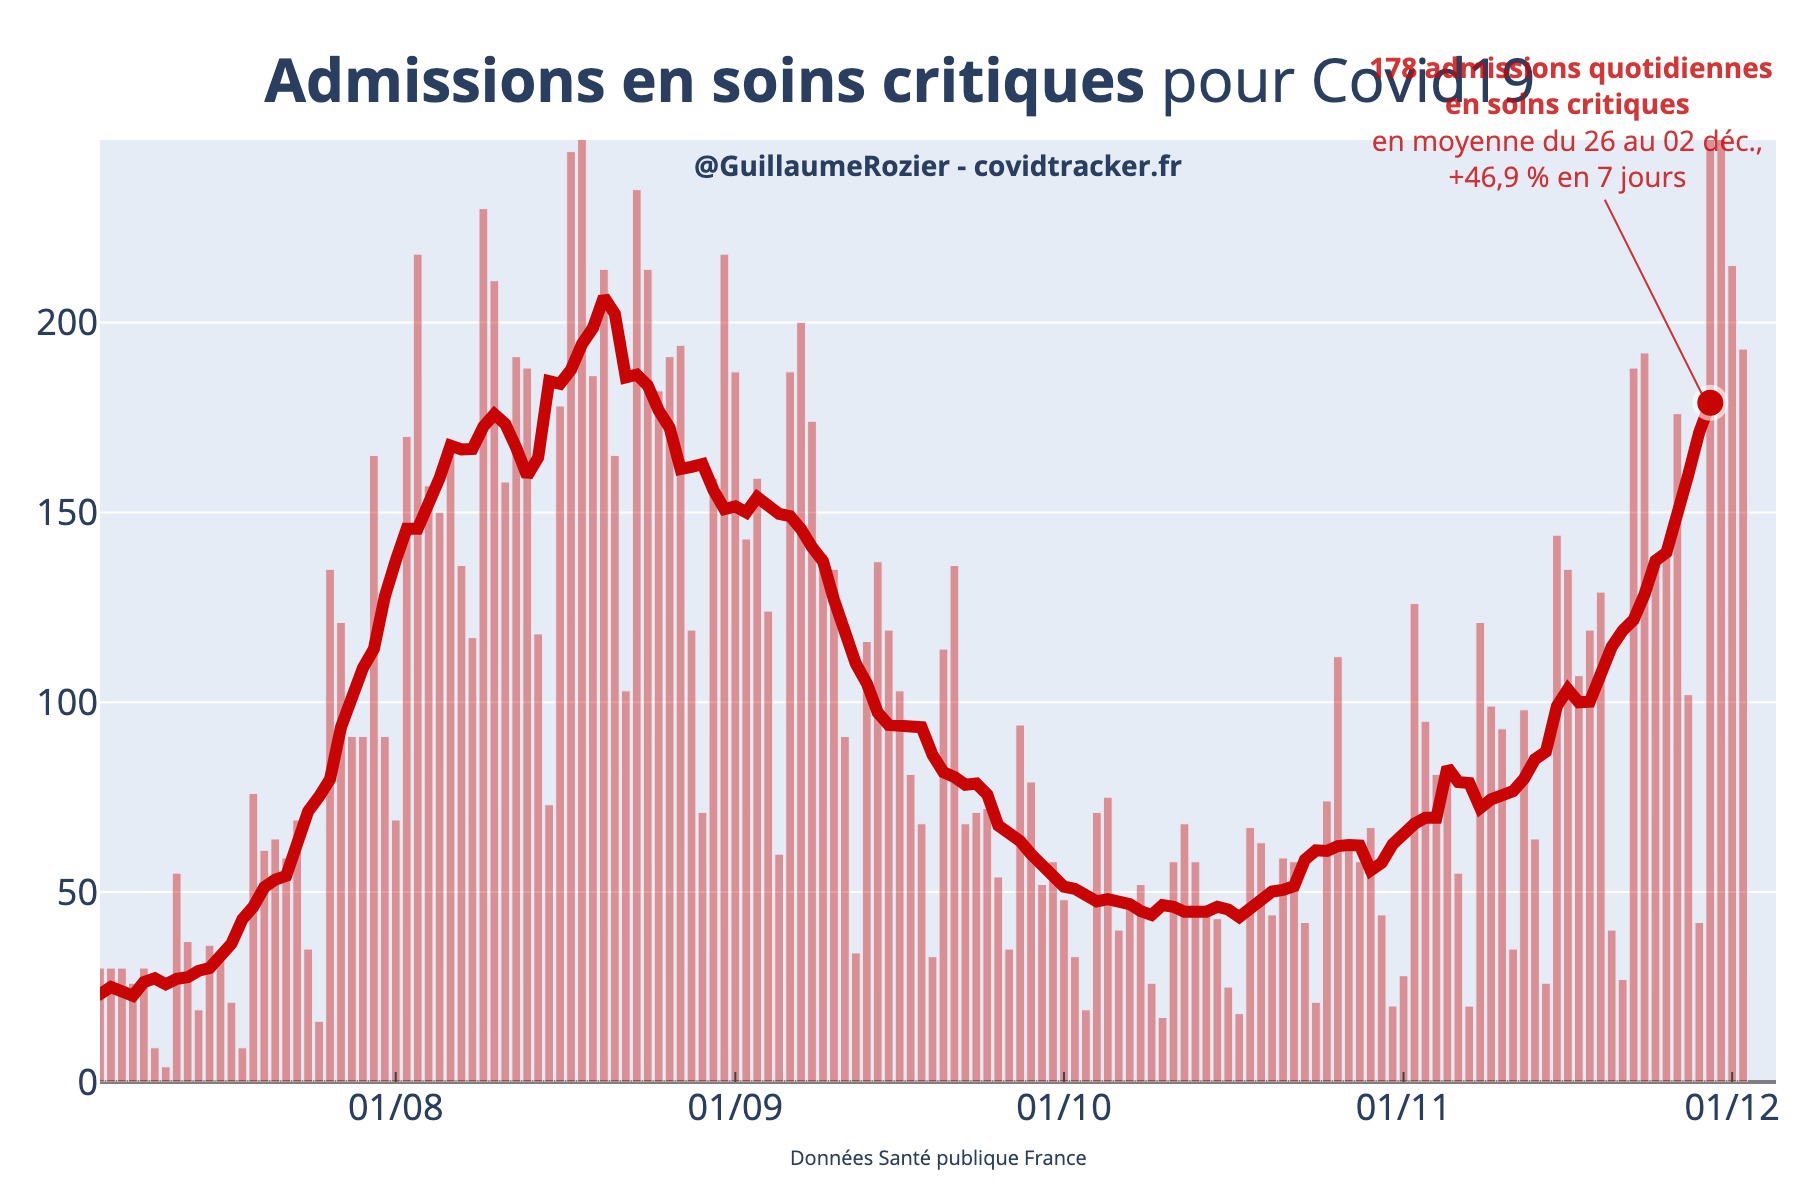 Admissions en soins critiques pour Covid19
178 admissions quotidiennes
en soins critiques
en moyenne du 26 au 02 déc.,
+46,9 % en 7 jours
@GuillaumeRozier - covidtracker.fr
200
150
100
50
0
01/08 01/09 01/10 01/11 01/12
Données Santé publique France